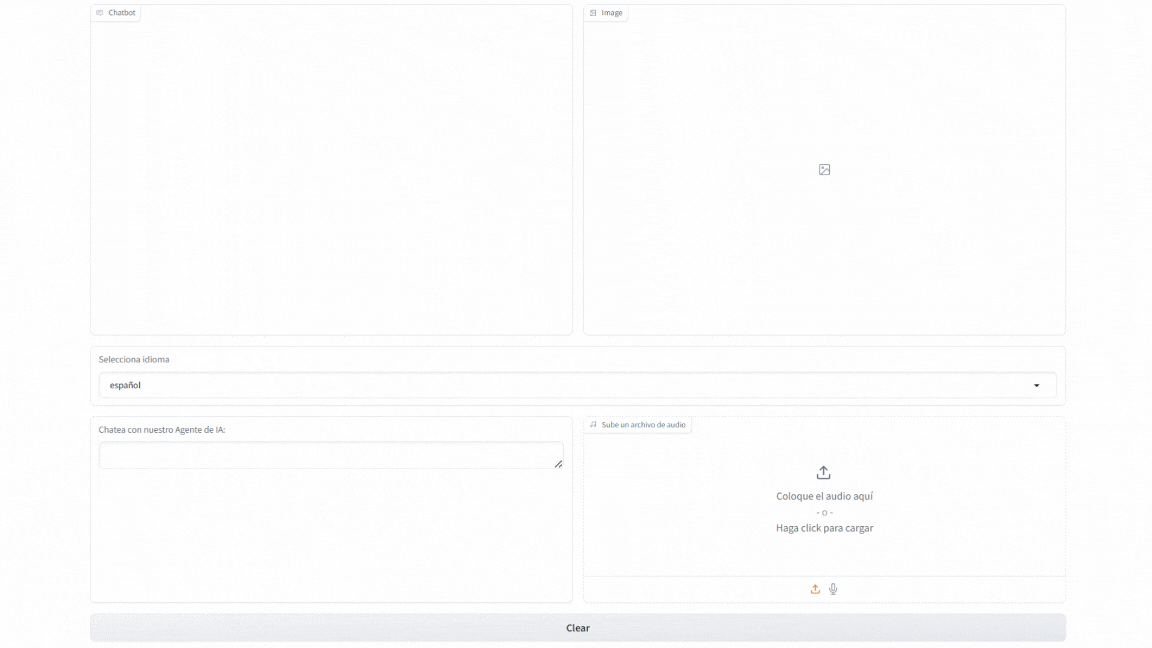 Chatbot
Image
Selecciona idioma
español
Chatea con nuestro Agente de IA:
Sube un archivo de audio
Coloque el audio aquí
- o -
Haga click para cargar
Clear